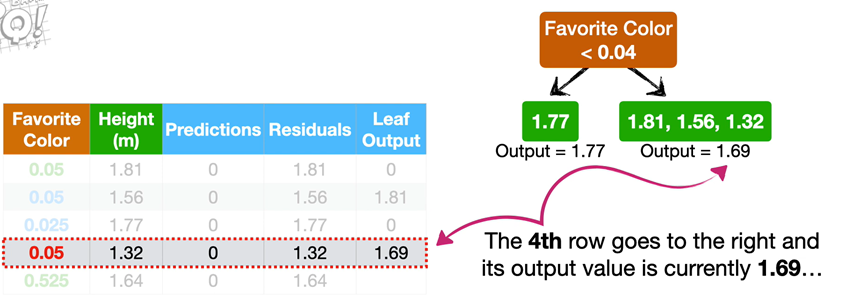 Q!
Favorite Color
< 0.04
1.77
1.81, 1.56, 1.32
Output = 1.77
Output = 1.69
Favorite Color
Height (m)
Predictions
Residuals
Leaf Output
0.05 1.81 0 1.81 0
0.05 1.56 0 1.56 1.81
0.025 1.77 0 1.77 0
0.05 1.32 0 1.32 1.69
0.525 1.64 0 1.64
The 4th row goes to the right and
its output value is currently 1.69…